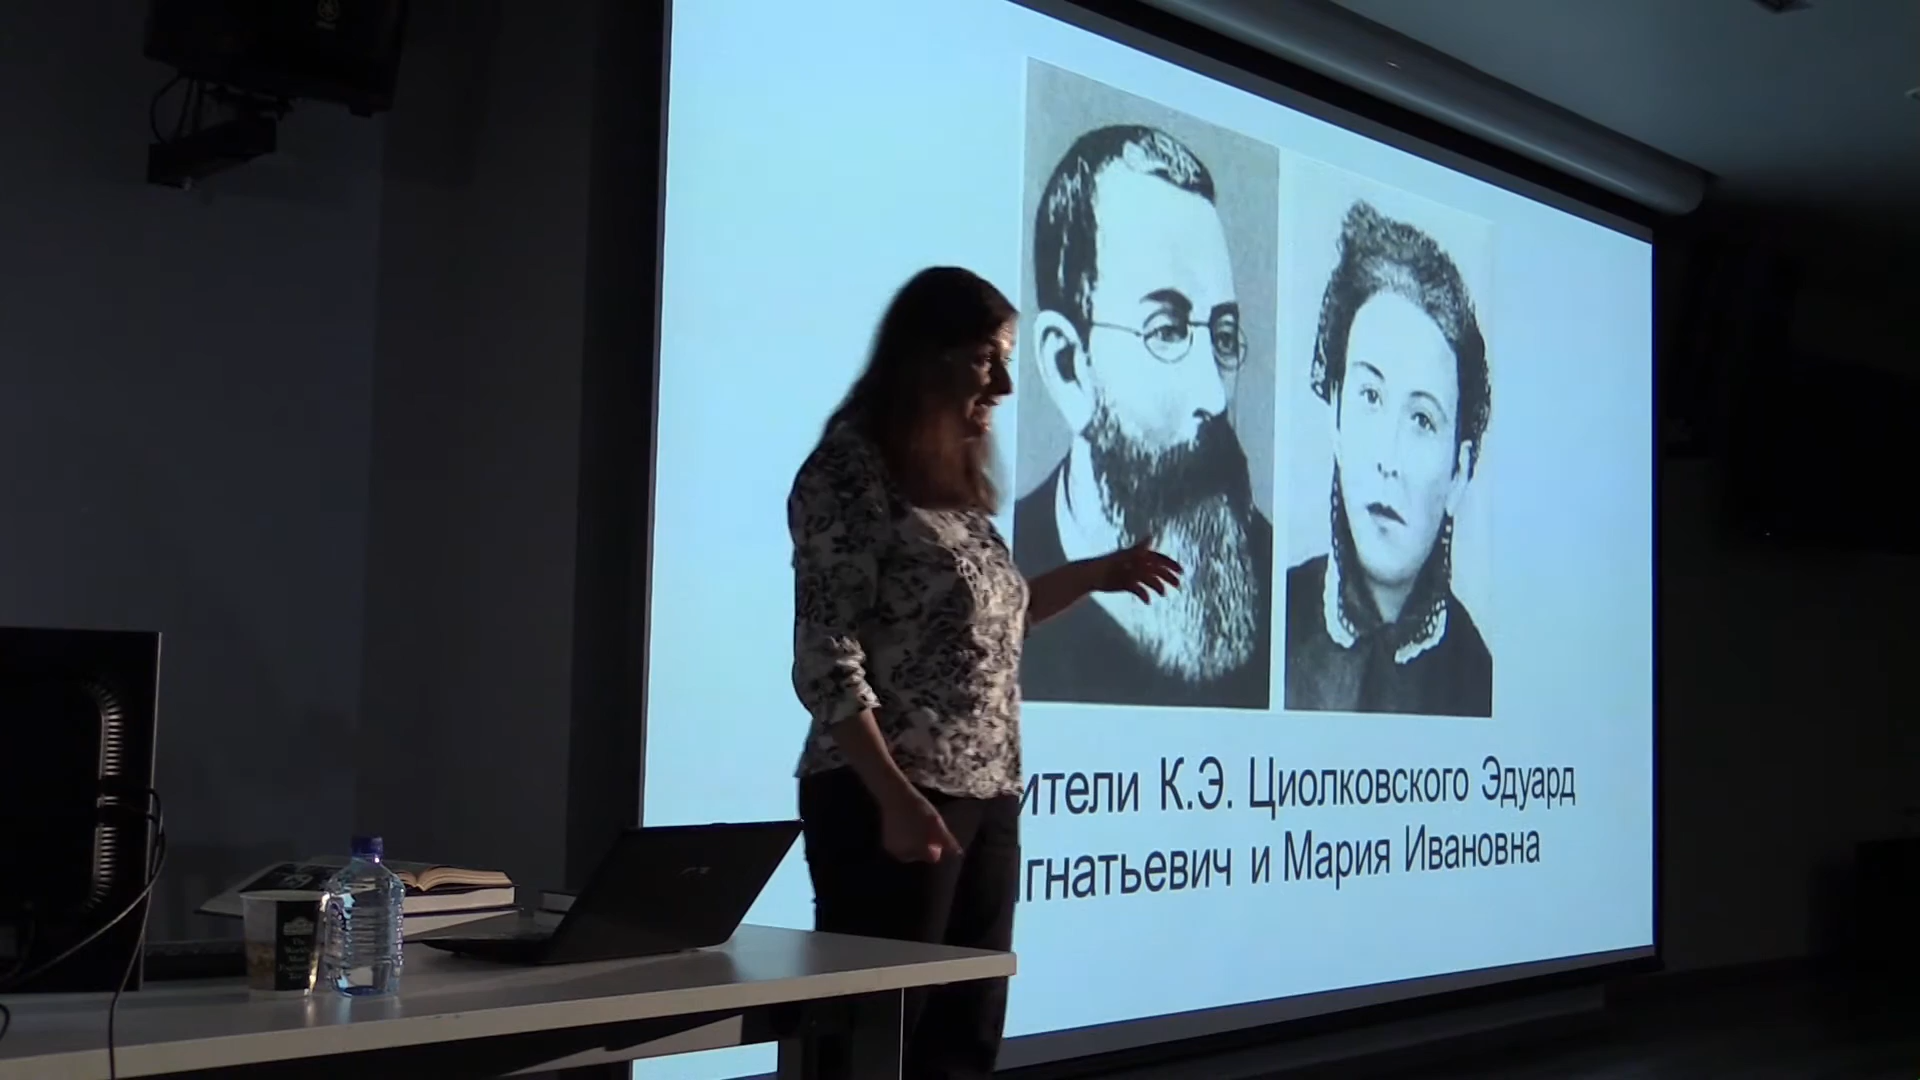 ители К.Э. Циолковского Эдуард
гнатьевич и Мария Ивановна